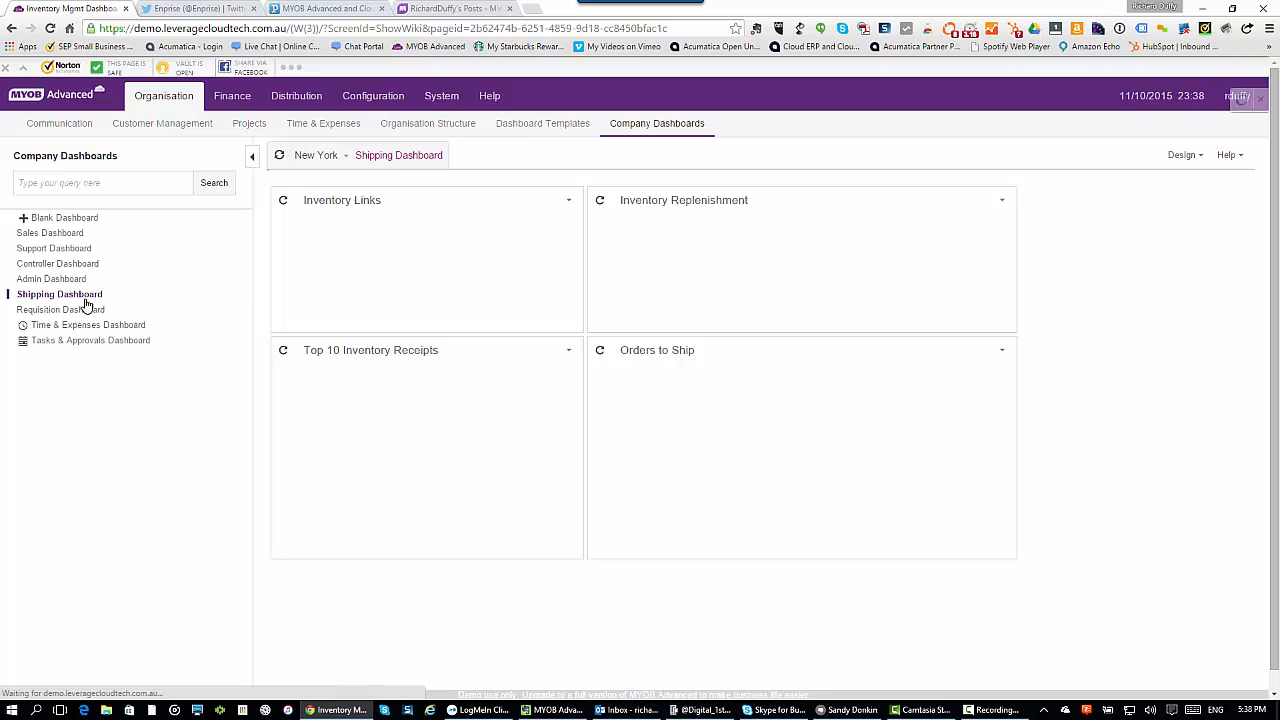 Inventory Mgmt Dashbo
Enprise (@Enprise) | Twitt
MYOB Advanced and Clo
RichardDuffy's Posts – M
Richard Duffy
https://demo.leveragecloudtech.com.au/(W(3))/?ScreenId=ShowWiki&pageid=2b62474b-6251-4859-9d18-cc8450bfac1c
Apps
SEP Call Business ...
Acumatica - Login
Live Chat | Online C...
Chat Portal
MYOB Advanced
My Starbucks Rewar...
My Videos on Vimeo
Broad
Acumatica Open Un...
Cloud ERP and Clou...
Acumatica Partner P...
Spotify Web Player
Amazon Echo
HubSpot | Inbound ...
Norton
THIS PAGE IS SAFE
VAULT IS OPEN
SHARE VIA FACEBOOK
MYOB Advanced
Organisation
Finance
Distribution
Configuration
System
Help
11/10/2015 23:38
rduffy
Communication
Customer Management
Projects
Time & Expenses
Organisation Structure
Dashboard Templates
Company Dashboards
Company Dashboards
New York
Shipping Dashboard
Design
Help
Type your query here
Search
Blank Dashboard
Sales Dashboard
Support Dashboard
Controller Dashboard
Admin Dashboard
Shipping Dashboard
Requisition Dashboard
Time & Expenses Dashboard
Tasks & Approvals Dashboard
Inventory Links
Inventory Replenishment
Top 10 Inventory Receipts
Orders to Ship
Waiting for demo.leveragecloudtech.com.au...
Demo use only. Upgrade to a full version of MYOB Advanced to make business life easier.
Inventory M...
LogMeIn Cli...
MYOB Adva...
Inbox - richa...
@Digital_1st...
Skype for Bu...
Sandy Donkin
Camtasia St...
Recording...
ENG
5:38 PM